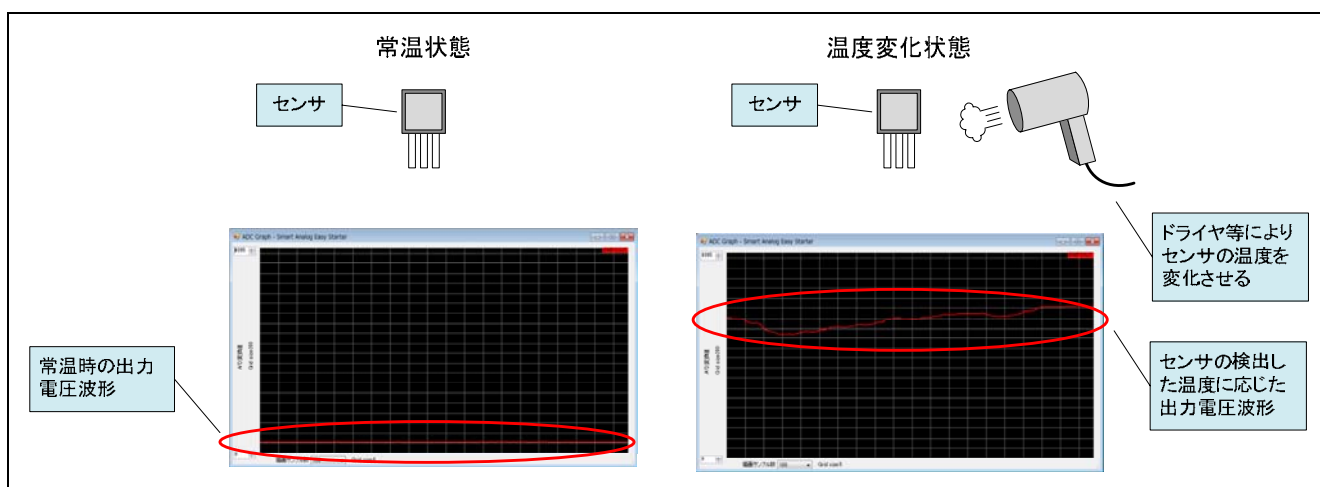 常温状態
センサ
ADC Graph - Smart Analog Easy Starter
常温時の出力
電圧波形
温度変化状態
センサ
ドライヤ等により
センサの温度を
変化させる
ADC Graph - Smart Analog Easy Starter
センサの検出し
た温度に応じた
出力電圧波形